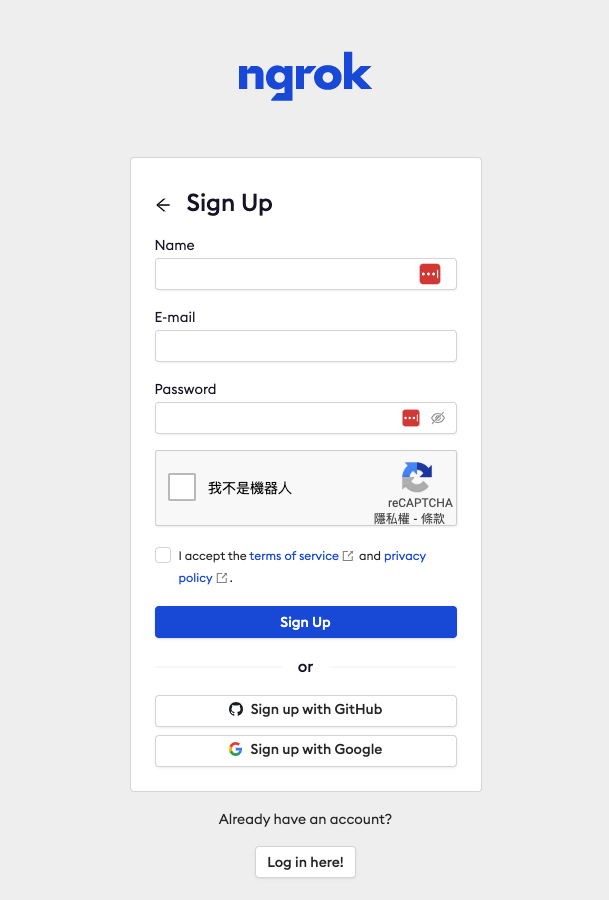 ngrok
Sign Up
Name
E-mail
Password
我不是機器人
reCAPTCHA
隱私權 - 條款
I accept the terms of service and privacy
policy .
Sign Up
or
Sign up with GitHub
Sign up with Google
Already have an account?
Log in here!